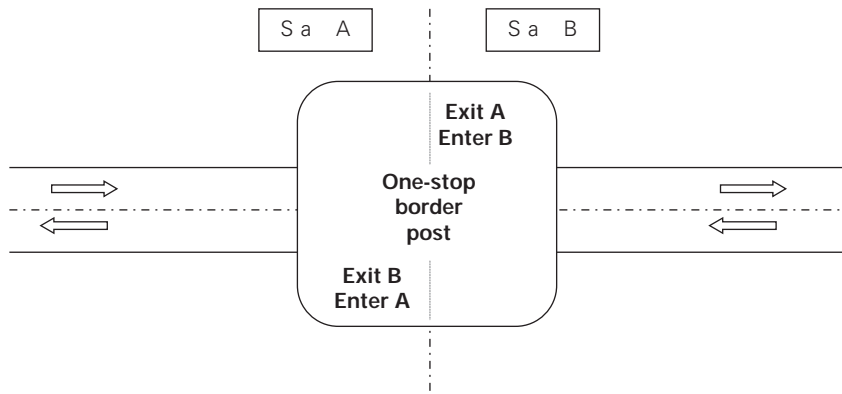 S a A
S a B
Exit A
Enter B
One-stop
border
post
Exit B
Enter A